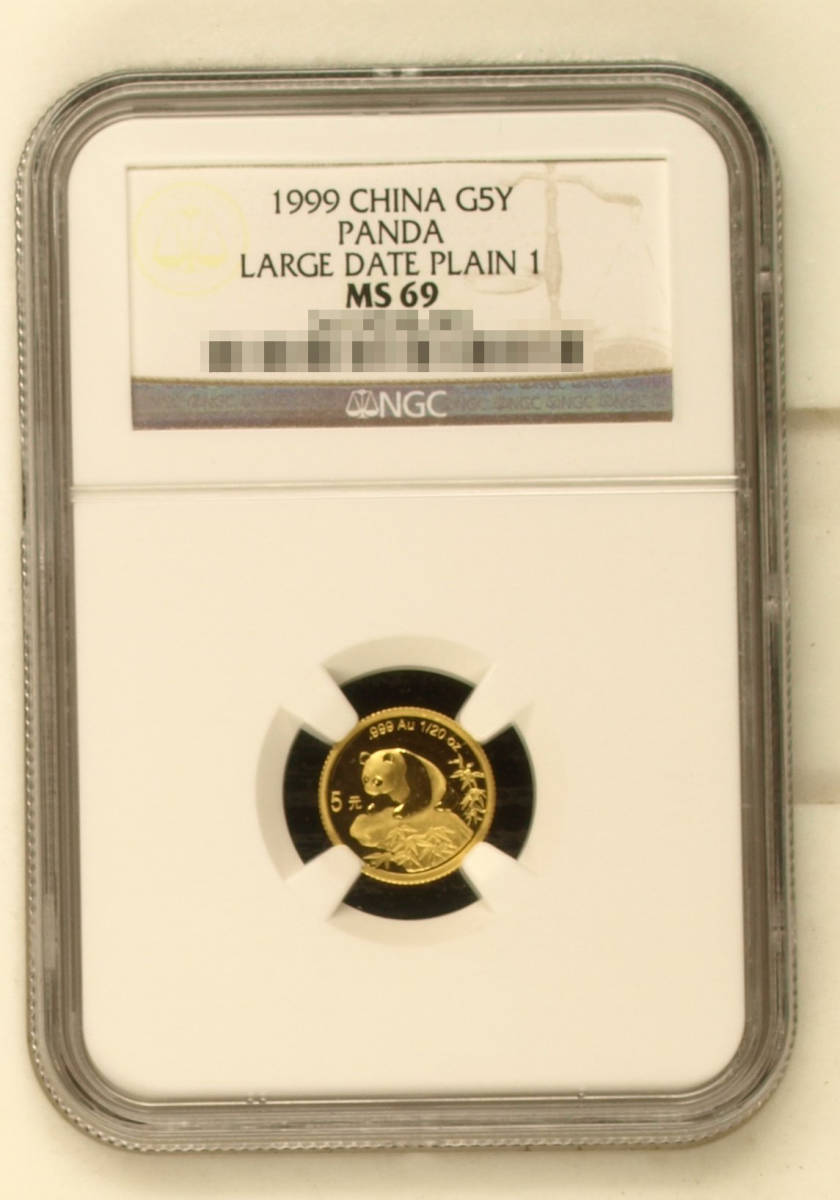 1999 CHINA G5Y
PANDA
LARGE DATE PLAIN 1
MS 69
NGC
.999 Au 1/20 oz
5元